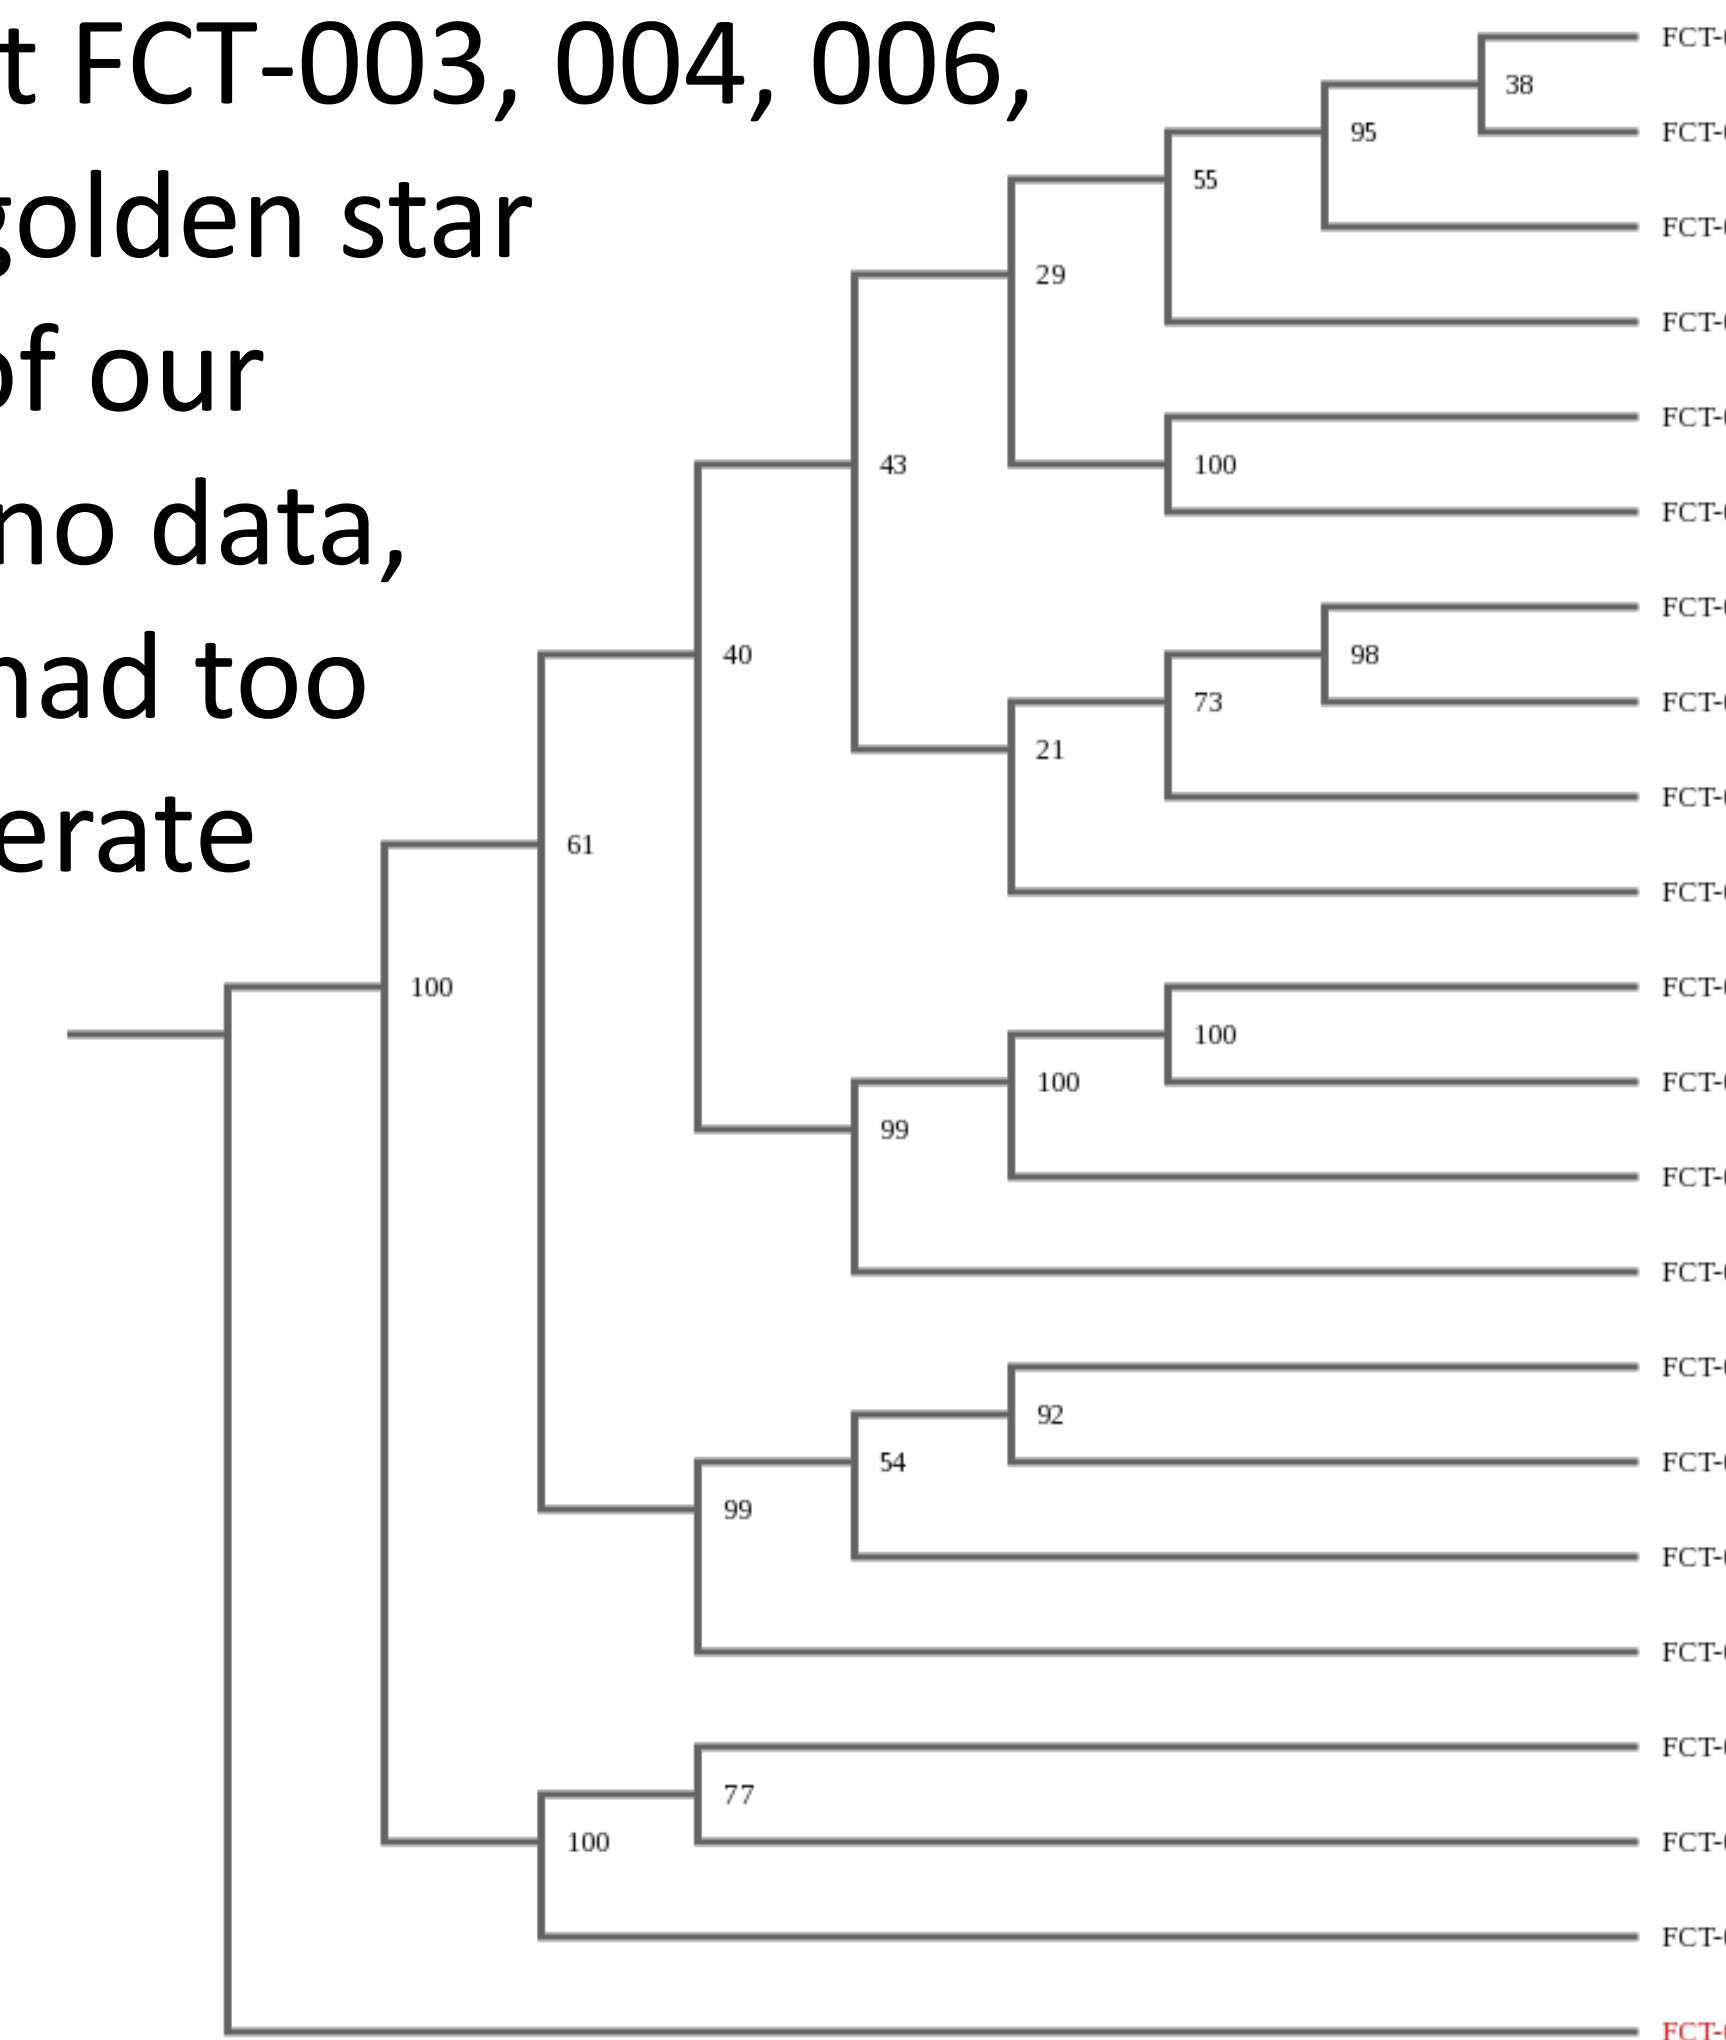 t FCT-003, 004, 006,
golden star
of our
no data,
had too
erate
FCT-
38
95
FCT-
55
FCT-
29
FCT-
FCT-
43
100
FCT-
FCT-
40
98
73
FCT-
21
FCT-
61
FCT-
100
FCT-
100
100
FCT-
99
FCT-
FCT-
FCT-
92
54
FCT-
99
FCT-
FCT-
FCT-
77
100
FCT-
FCT-
FCT-